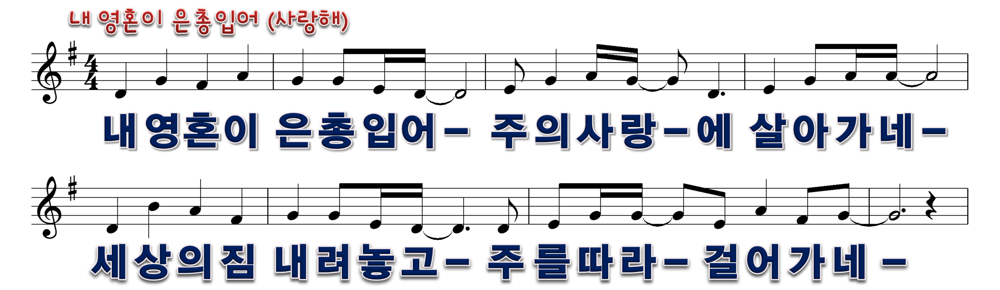 내 영혼이 은총입어 (사랑해)
4
4
내영혼이 은총입어- 주의사랑-에 살아가네-
세상의짐 내려놓고- 주를따라- 걸어가네-